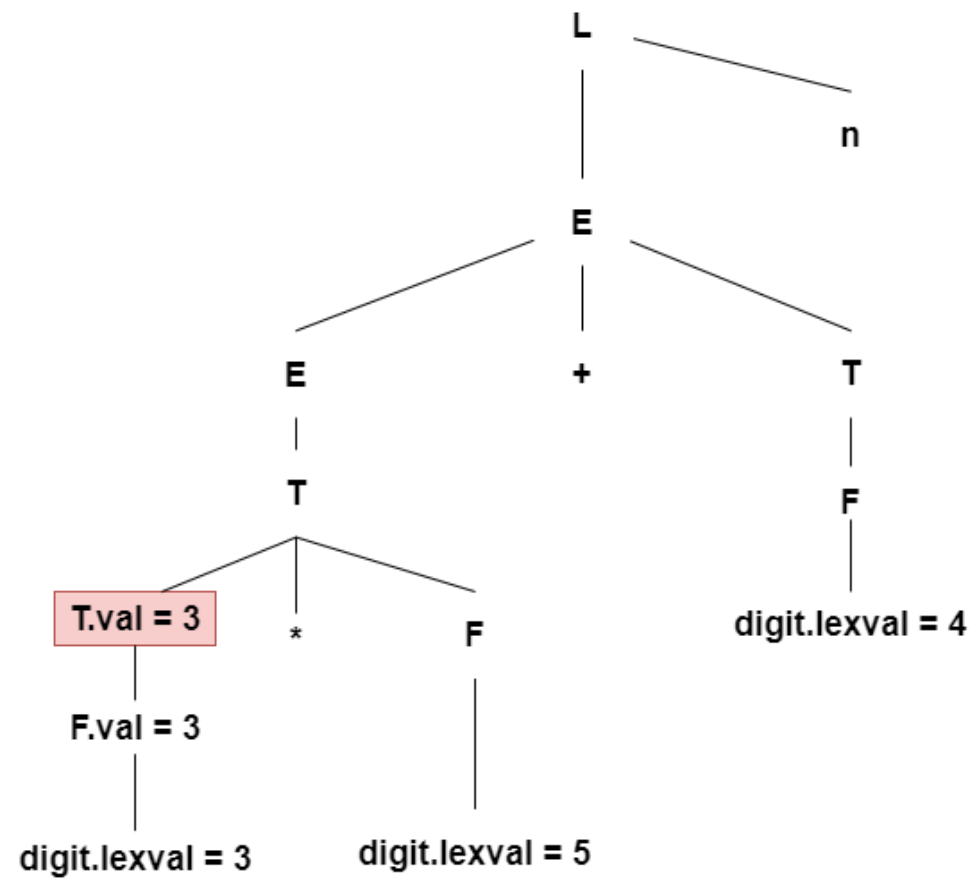 L
n
E
E
+
T
T
F
T.val = 3
*
F
digit.lexval = 4
F.val = 3
digit.lexval = 3
digit.lexval = 5